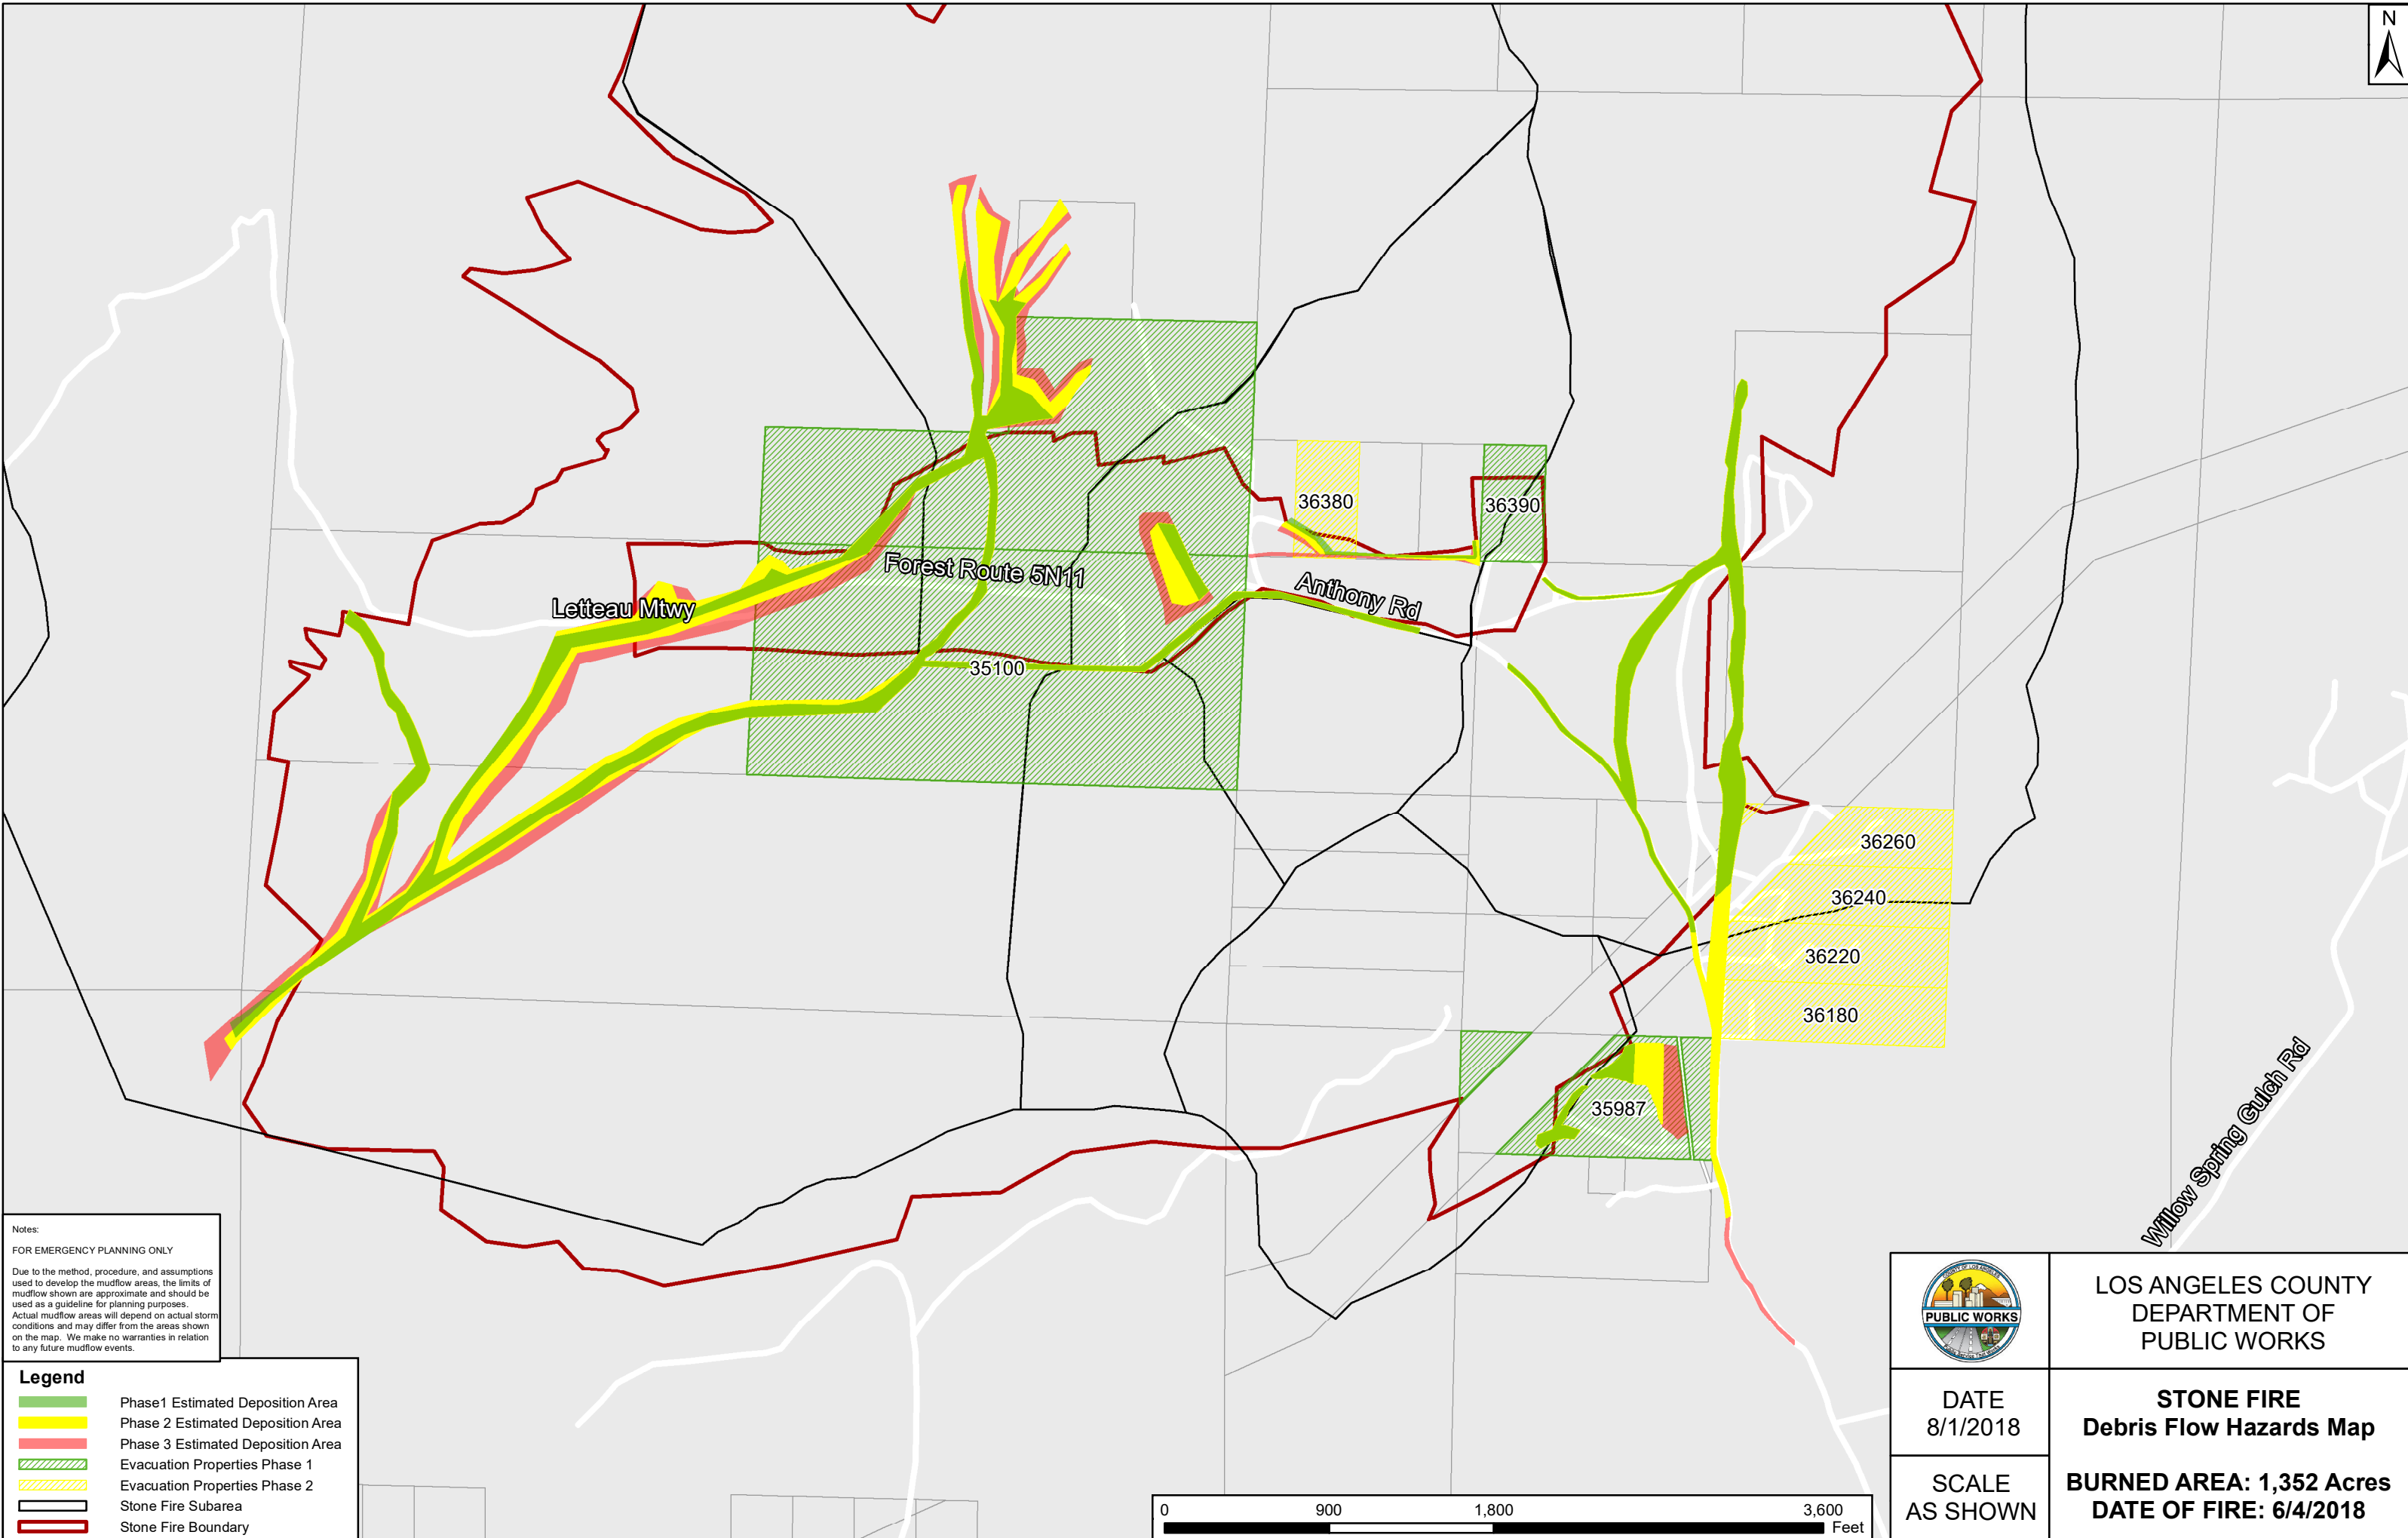 N
36380
36390
Forest Route 5N11
Anthony Rd
Letteau Mtwy
35100
36260
36240
36220
36180
35987
Willow Spring Gulch Rd
Notes:
FOR EMERGENCY PLANNING ONLY
Due to the method, procedure, and assumptions
used to develop the mudflow areas, the limits of
mudflow shown are approximate and should be
used as a guideline for planning purposes.
Actual mudflow areas will depend on actual storm
conditions and may differ from the areas shown
on the map. We make no warranties in relation
to any future mudflow events.
Legend
Phase1 Estimated Deposition Area
Phase 2 Estimated Deposition Area
Phase 3 Estimated Deposition Area
Evacuation Properties Phase 1
Evacuation Properties Phase 2
Stone Fire Subarea
Stone Fire Boundary
0 900 1,800 3,600
Feet
COUNTY OF LOS ANGELES
PUBLIC WORKS
LOS ANGELES COUNTY
DEPARTMENT OF
PUBLIC WORKS
DATE
8/1/2018
STONE FIRE
Debris Flow Hazards Map
SCALE
AS SHOWN
BURNED AREA: 1,352 Acres
DATE OF FIRE: 6/4/2018